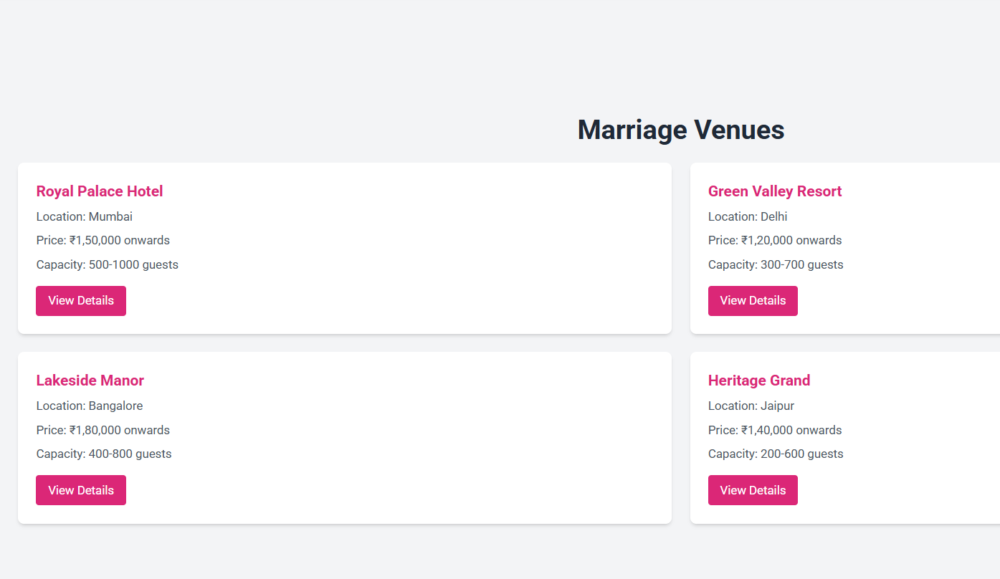 Marriage Venues
Royal Palace Hotel
Location: Mumbai
Price: ₹1,50,000 onwards
Capacity: 500-1000 guests
View Details
Green Valley Resort
Location: Delhi
Price: ₹1,20,000 onwards
Capacity: 300-700 guests
View Details
Lakeside Manor
Location: Bangalore
Price: ₹1,80,000 onwards
Capacity: 400-800 guests
View Details
Heritage Grand
Location: Jaipur
Price: ₹1,40,000 onwards
Capacity: 200-600 guests
View Details